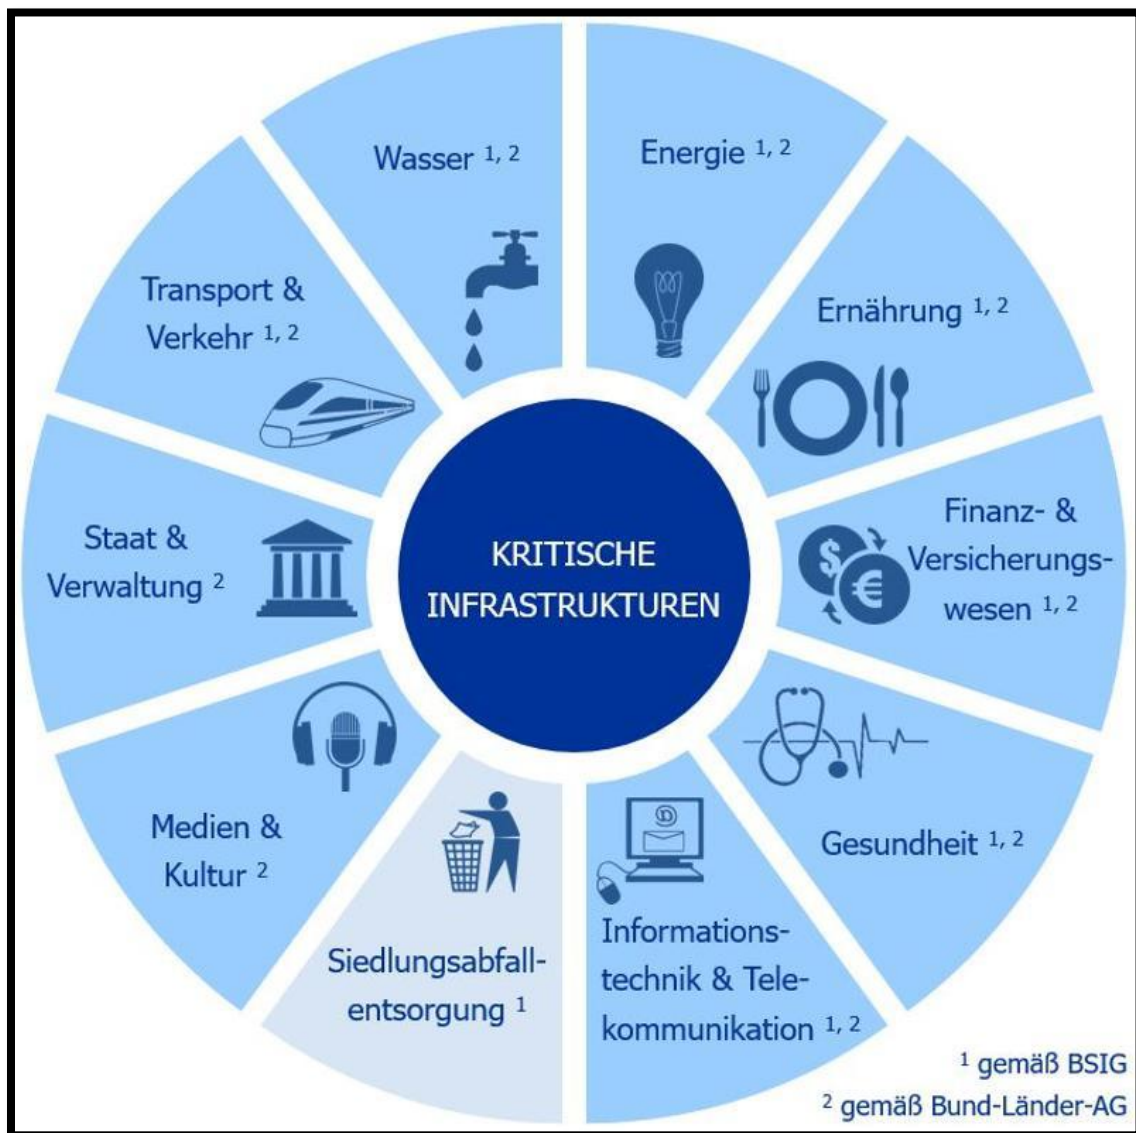 Wasser 1, 2
Energie 1, 2
Ernährung 1, 2
Finanz- &
Versicherungs-
wesen 1, 2
Gesundheit 1, 2
Informations-
technik & Tele-
kommunikation 1, 2
Siedlungsabfall-
entsorgung 1
Medien &
Kultur 2
Staat &
Verwaltung 2
Transport &
Verkehr 1, 2
KRITISCHE
INFRASTRUKTUREN
$
€
@
1 gemäß BSIG
2 gemäß Bund-Länder-AG